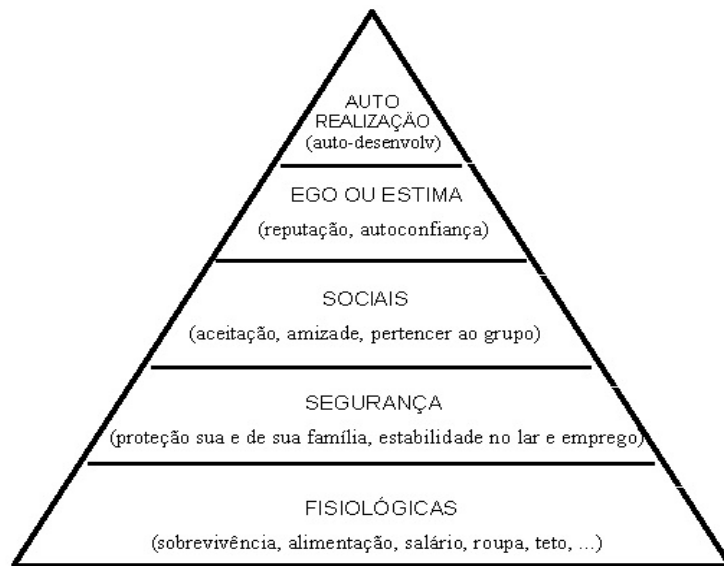 AUTO
REALIZAÇÃO
(auto-desenvolv)
EGO OU ESTIMA
(reputação, autoconfiança)
SOCIAIS
(aceitação, amizade, pertencer ao grupo)
SEGURANÇA
(proteção sua e de sua família, estabilidade no lar e emprego)
FISIOLÓGICAS
(sobrevivência, alimentação, salário, roupa, teto, ...)